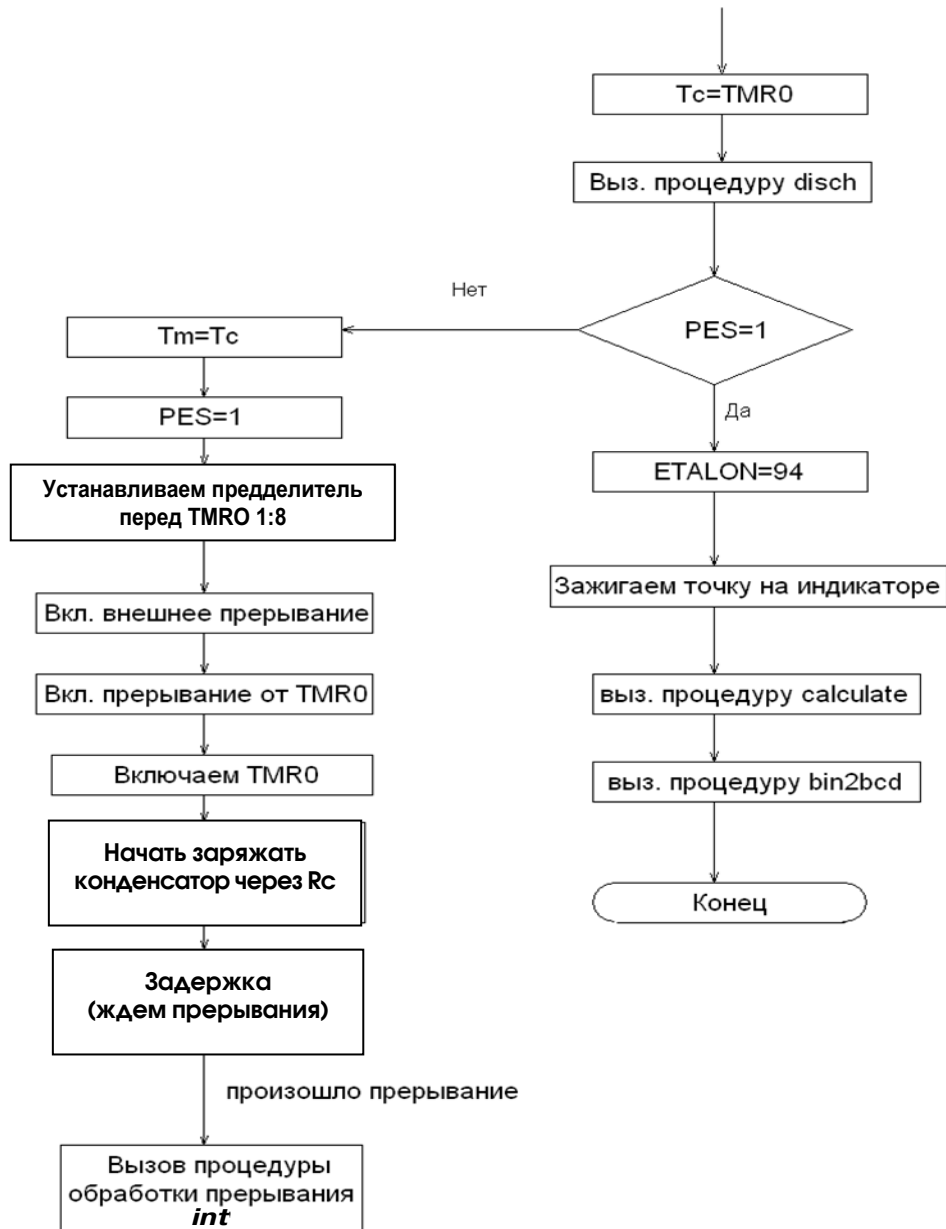 Tc=TMR0
Выз. процедуру disch
PES=1
Нет
Tm=Tc
PES=1
Устанавливаем предделитель
перед TMRO 1:8
Вкл. внешнее прерывание
Вкл. прерывание от TMR0
Включаем TMR0
Начать заряжать
конденсатор через Rc
Задержка
(ждем прерывания)
произошло прерывание
Вызов процедуры
обработки прерывания
int
Да
ETALON=94
Зажигаем точку на индикаторе
выз. процедуру calculate
выз. процедуру bin2bcd
Конец